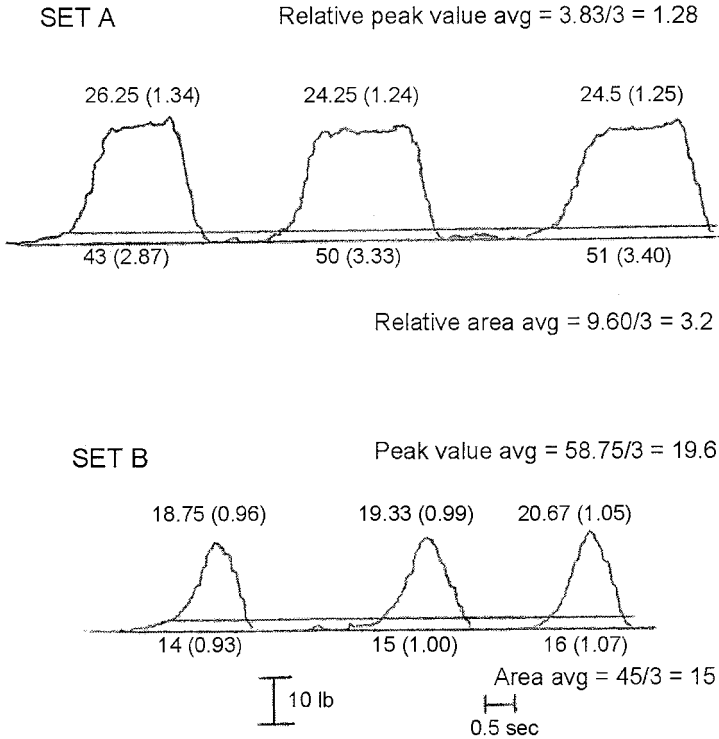 SET A
Relative peak value avg = 3.83/3 = 1.28
26.25 (1.34) 24.25 (1.24) 24.5 (1.25)
43 (2.87) 50 (3.33) 51 (3.40)
Relative area avg = 9.60/3 = 3.2
SET B
Peak value avg = 58.75/3 = 19.6
18.75 (0.96) 19.33 (0.99) 20.67 (1.05)
14 (0.93) 15 (1.00) 16 (1.07)
Area avg = 45/3 = 15
10 lb
0.5 sec